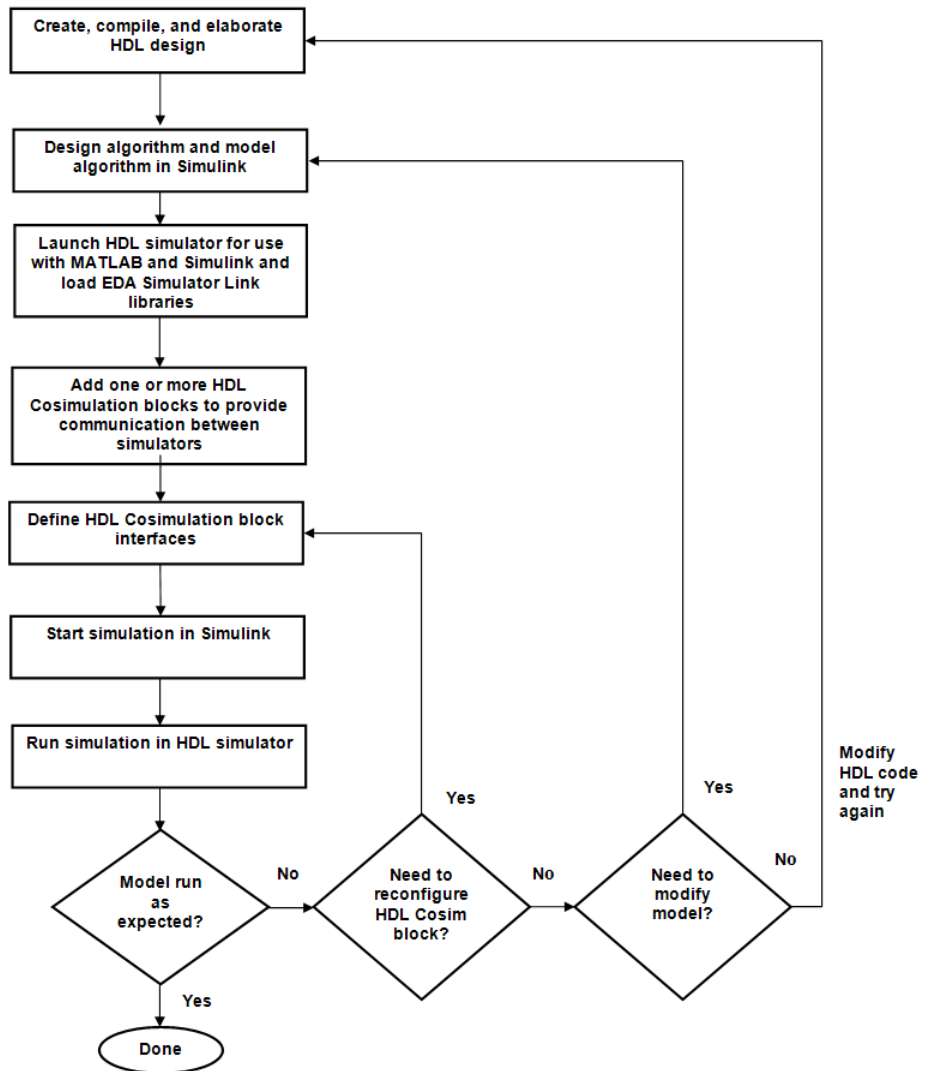 Create, compile, and elaborate
HDL design
Design algorithm and model
algorithm in Simulink
Launch HDL simulator for use
with MATLAB and Simulink and
load EDA Simulator Link
libraries
Add one or more HDL
Cosimulation blocks to provide
communication between
simulators
Define HDL Cosimulation block
interfaces
Start simulation in Simulink
Run simulation in HDL simulator
Model run
as
expected?
No
Yes
Done
Need to
reconfigure
HDL Cosim
block?
Yes
No
Need to
modify
model?
Yes
No
Modify
HDL code
and try
again